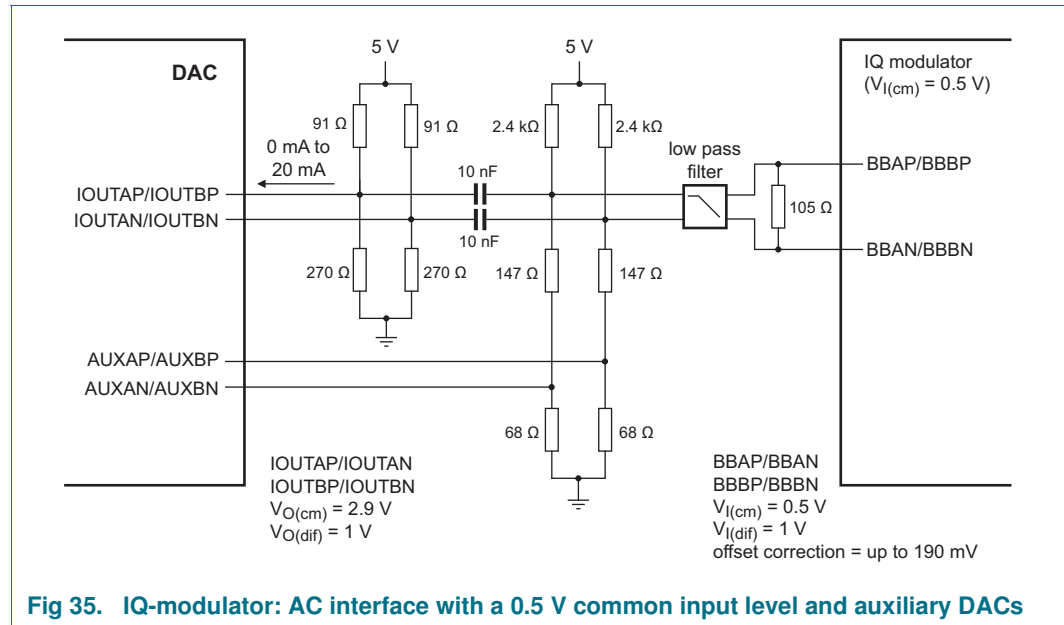 5 V
5 V
DAC
IQ modulator
(VI(cm) = 0.5 V)
91 Ω
91 Ω
2.4 kΩ
2.4 kΩ
0 mA to
20 mA
low pass
filter
10 nF
BBAP/BBBP
IOUTAP/IOUTBP
105 Ω
IOUTAN/IOUTBN
10 nF
BBAN/BBBN
270 Ω
270 Ω
147 Ω
147 Ω
AUXAP/AUXBP
AUXAN/AUXBN
68 Ω
68 Ω
IOUTAP/IOUTAN
IOUTBP/IOUTBN
VO(cm) = 2.9 V
VO(dif) = 1 V
BBAP/BBAN
BBBP/BBBN
VI(cm) = 0.5 V
VI(dif) = 1 V
offset correction = up to 190 mV
Fig 35. IQ-modulator: AC interface with a 0.5 V common input level and auxiliary DACs